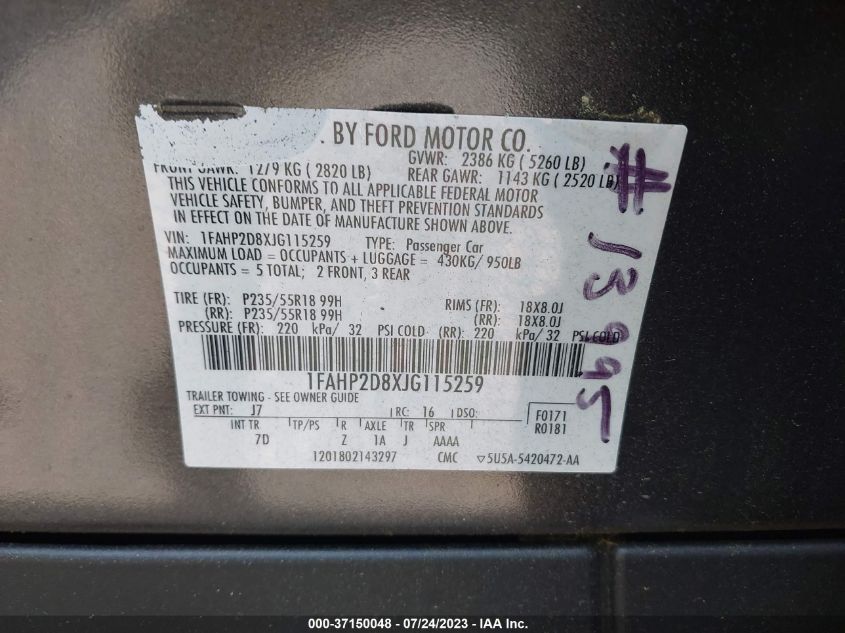 . BY FORD MOTOR CO.
FRONT GAWR: 1279 KG ( 2820 LB) GVWR: 2386 KG ( 5260 LB)
REAR GAWR: 1143 KG ( 2520 LB)
THIS VEHICLE CONFORMS TO ALL APPLICABLE FEDERAL MOTOR
VEHICLE SAFETY, BUMPER, AND THEFT PREVENTION STANDARDS
IN EFFECT ON THE DATE OF MANUFACTURE SHOWN ABOVE.
VIN: 1FAHP2D8XJG115259 TYPE: Passenger Car
MAXIMUM LOAD = OCCUPANTS + LUGGAGE = 430KG/ 950LB
OCCUPANTS = 5 TOTAL; 2 FRONT, 3 REAR
TIRE (FR): P235/55R18 99H RIMS (FR): 18X8.0J
(RR): P235/55R18 99H (RR): 18X8.0J
PRESSURE (FR): 220 kPa/ 32 PSI COLD (RR): 220 kPa/ 32 PSI COLD
1FAHP2D8XJG115259
TRAILER TOWING - SEE OWNER GUIDE
EXT PNT: J7 RC: 16 DSO: F0171
INT TR TP/PS R AXLE TR SPR R0181
7D Z 1A J AAAA
1201802143297 CMC ▽5U5A-5420472-AA
# 13995
000-37150048 - 07/24/2023 - IAA Inc.